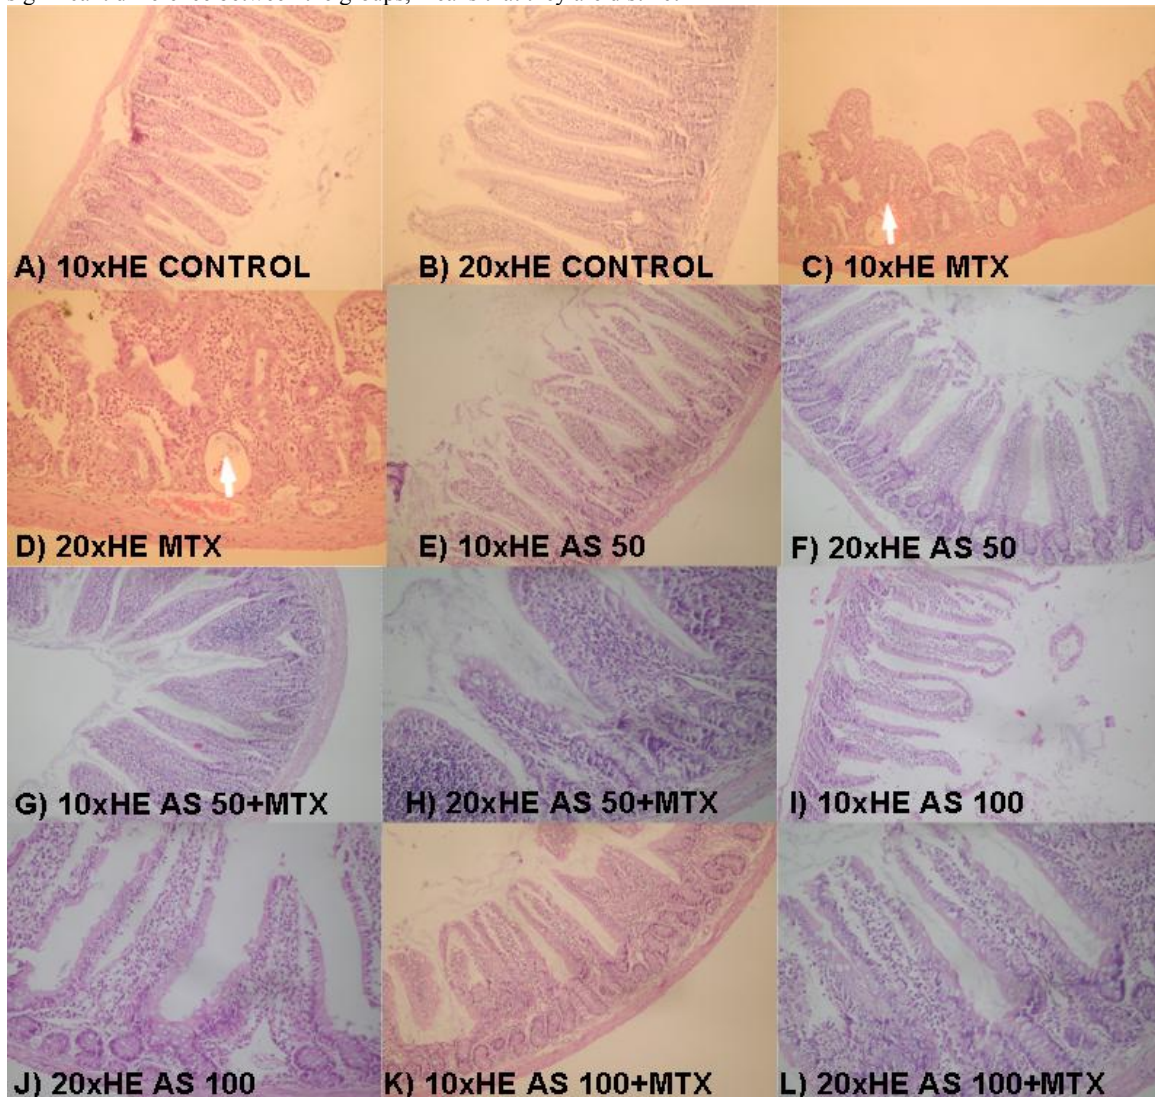 A) 10xHE CONTROL
B) 20xHE CONTROL
C) 10xHE MTX
D) 20xHE MTX
E) 10xHE AS 50
F) 20xHE AS 50
G) 10xHE AS 50+MTX
H) 20xHE AS 50+MTX
I) 10xHE AS 100
J) 20xHE AS 100
K) 10xHE AS 100+MTX
L) 20xHE AS 100+MTX